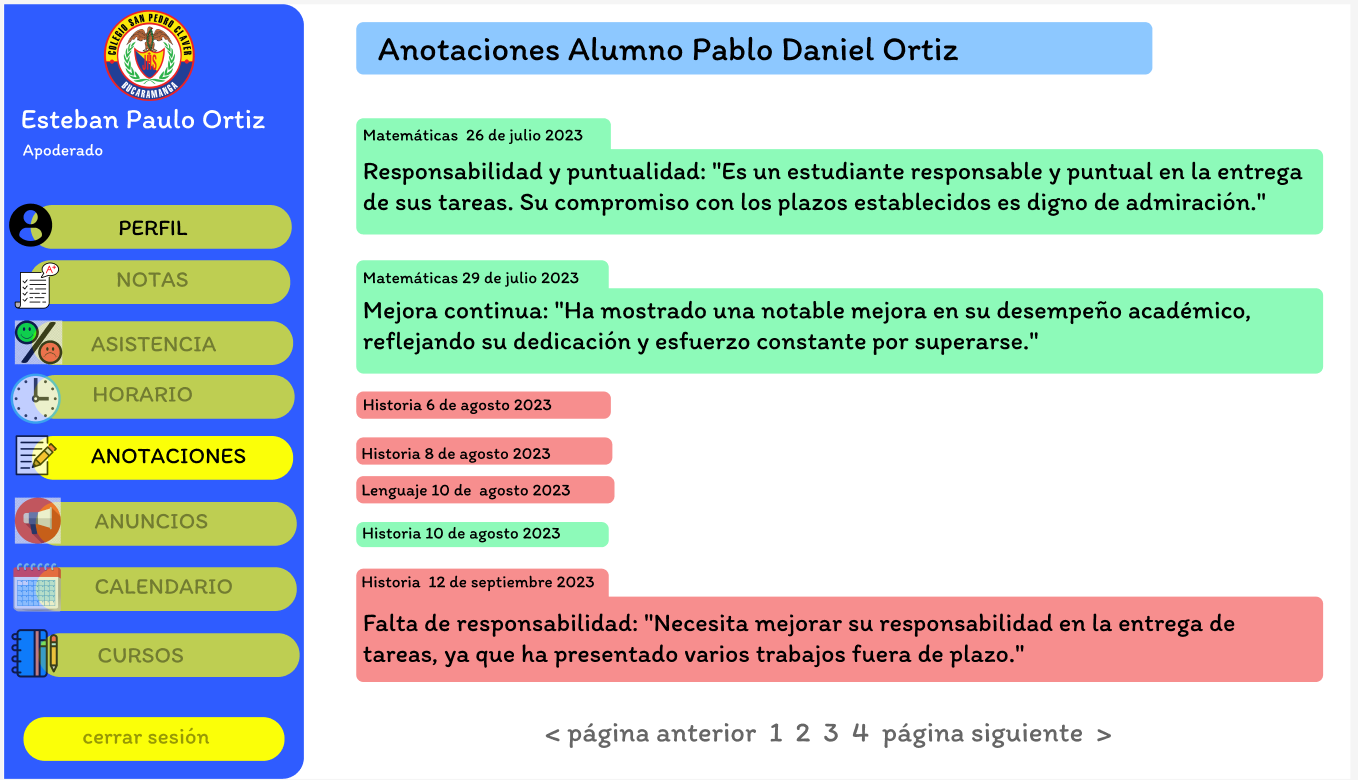 COLEGIO SAN PEDRO CLAVER
BUCARAMANGA
Esteban Paulo Ortiz
Apoderado
PERFIL
A+
NOTAS
ASISTENCIA
HORARIO
ANOTACIONES
ANUNCIOS
CALENDARIO
CURSOS
cerrar sesión
Anotaciones Alumno Pablo Daniel Ortiz
Matemáticas 26 de julio 2023
Responsabilidad y puntualidad: "Es un estudiante responsable y puntual en la entrega
de sus tareas. Su compromiso con los plazos establecidos es digno de admiración."
Matemáticas 29 de julio 2023
Mejora continua: "Ha mostrado una notable mejora en su desempeño académico,
reflejando su dedicación y esfuerzo constante por superarse."
Historia 6 de agosto 2023
Historia 8 de agosto 2023
Lenguaje 10 de agosto 2023
Historia 10 de agosto 2023
Historia 12 de septiembre 2023
Falta de responsabilidad: "Necesita mejorar su responsabilidad en la entrega de
tareas, ya que ha presentado varios trabajos fuera de plazo."
< página anterior 1 2 3 4 página siguiente >